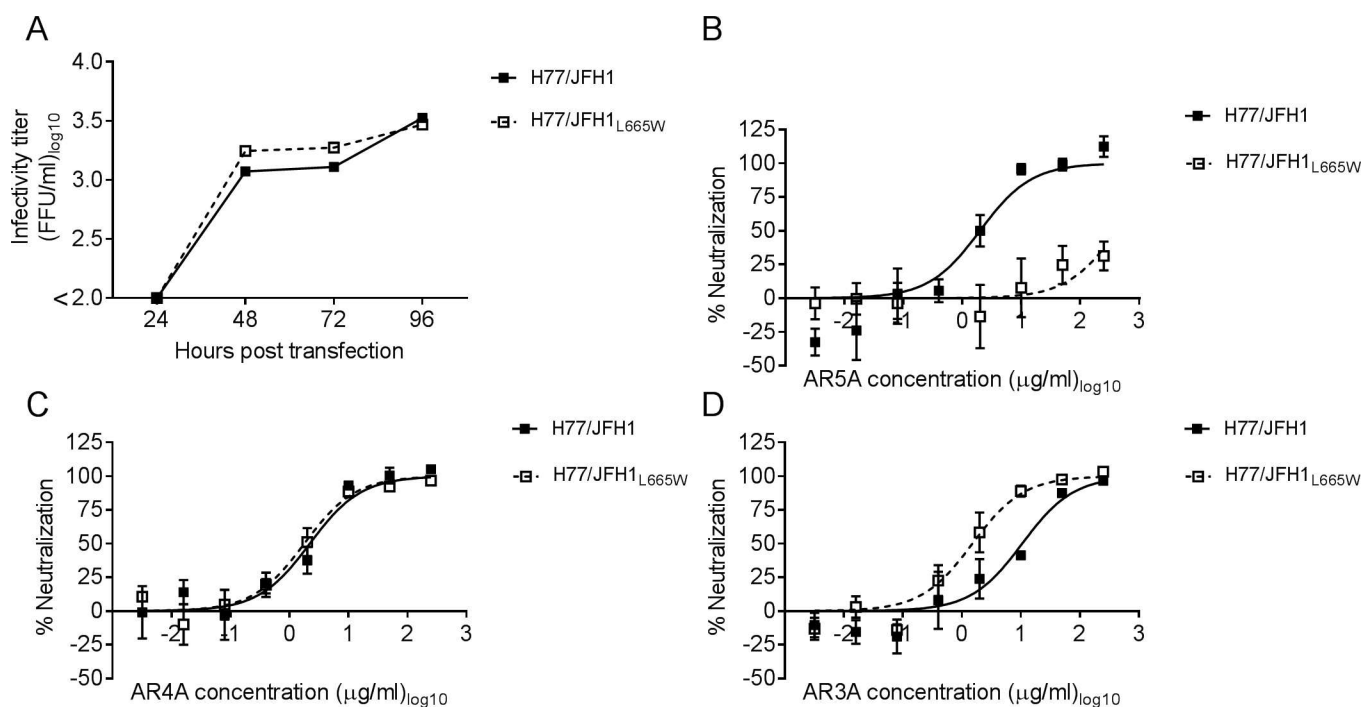 A
4.0
3.5
3.0
2.5
<2.0
24 48 72 96
Infectivity titer
(FFU/ml)log10
Hours post transfection
H77/JFH1
H77/JFH1L665W
B
125
100
75
50
25
0
-25
-50
-2 -1 0 1 2 3
% Neutralization
AR5A concentration (μg/ml)log10
H77/JFH1
H77/JFH1L665W
C
125
100
75
50
25
0
-25
-50
-2 -1 0 1 2 3
% Neutralization
AR4A concentration (μg/ml)log10
H77/JFH1
H77/JFH1L665W
D
125
100
75
50
25
0
-25
-50
-2 -1 0 1 2 3
% Neutralization
AR3A concentration (μg/ml)log10
H77/JFH1
H77/JFH1L665W